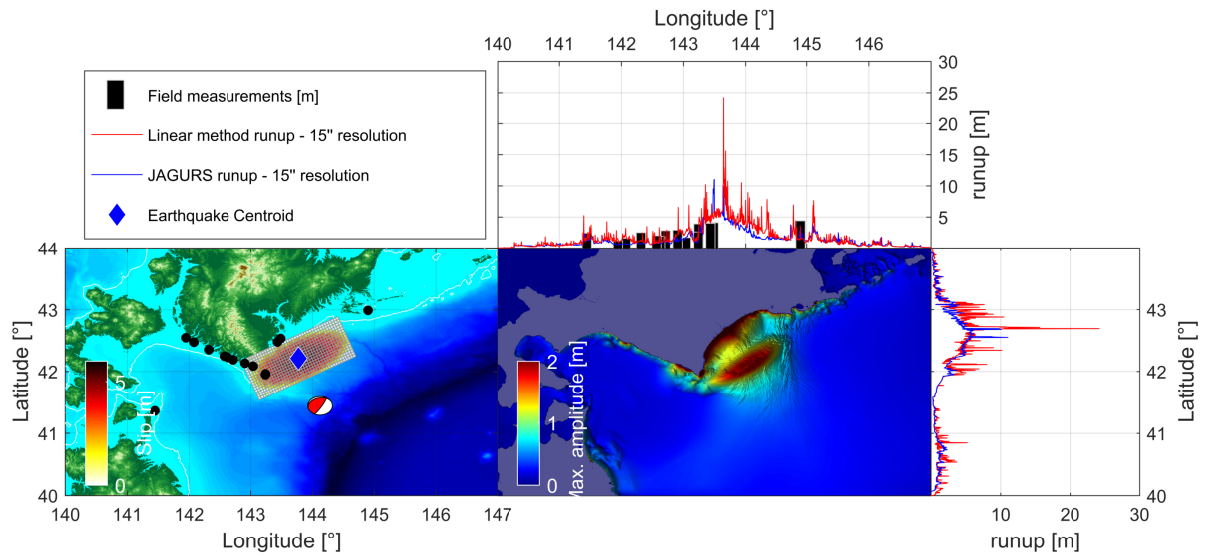 Longitude [°]
140 141 142 143 144 145 146
30
25
20
15
10
5
runup [m]
Field measurements [m]
Linear method runup - 15" resolution
JAGURS runup - 15" resolution
Earthquake Centroid
44
43
42
41
40
Latitude [°]
5
0
Slip [m]
140 141 142 143 144 145 146 147
Longitude [°]
2
1
0
Max. amplitude [m]
43
42
41
40
Latitude [°]
10 20 30
runup [m]